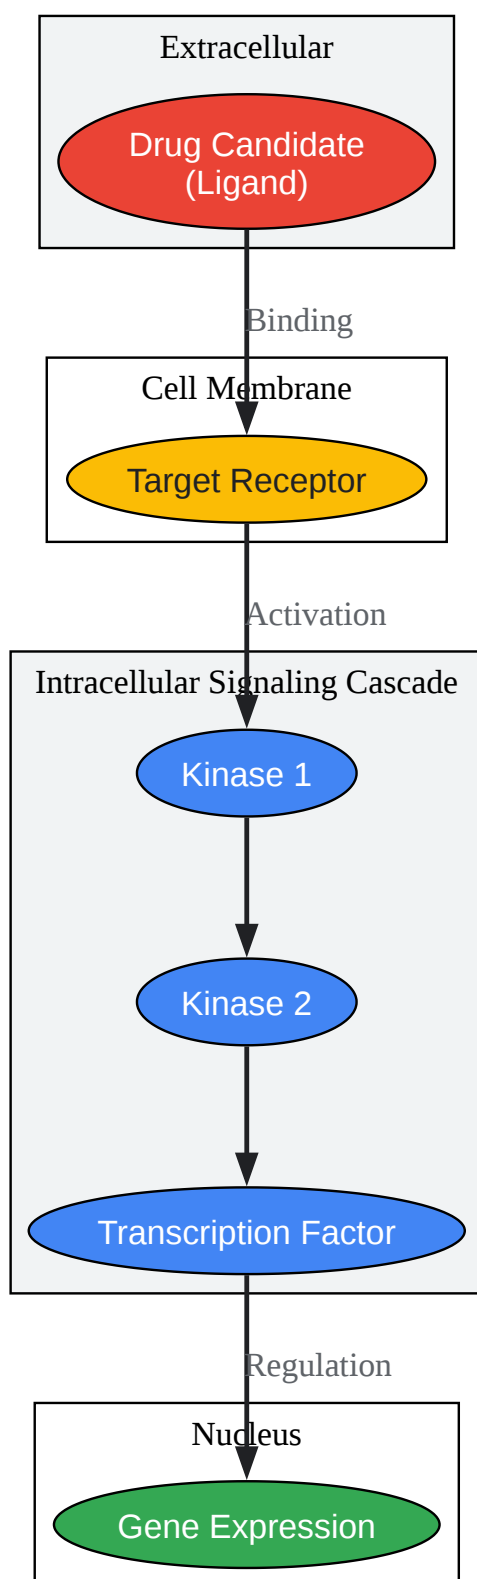 Extracellular
Drug Candidate
(Ligand)
Binding
Cell Membrane
Target Receptor
Activation
Intracellular Signaling Cascade
Kinase 1
Kinase 2
Transcription Factor
Regulation
Nucleus
Gene Expression